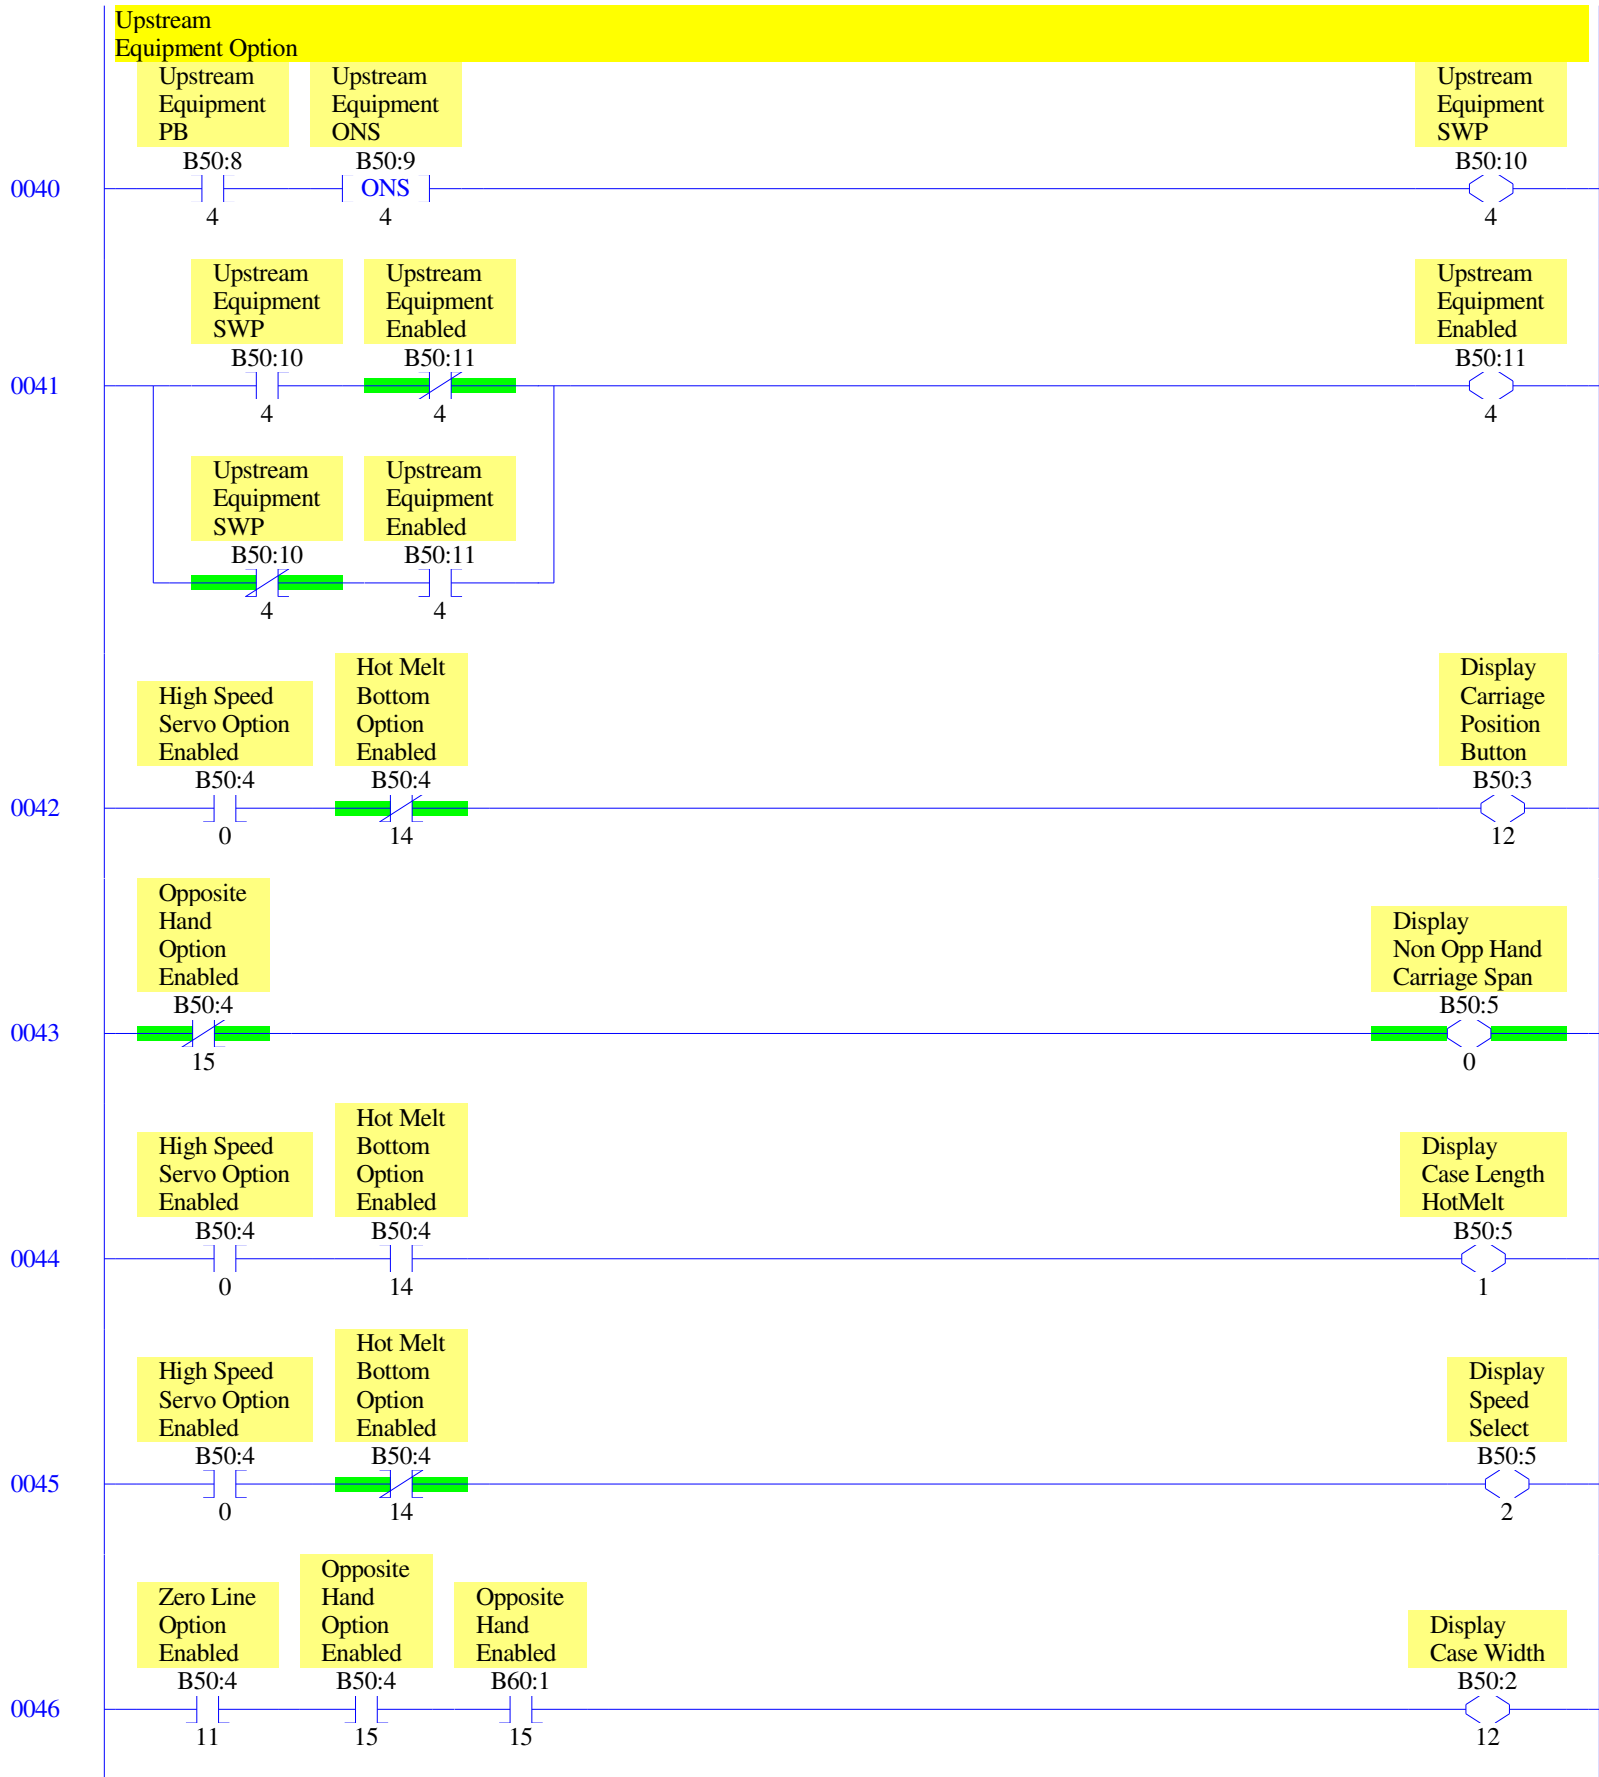 Upstream
Equipment Option
Upstream
Equipment
PB
B50:8
4
Upstream
Equipment
ONS
B50:9
ONS
4
Upstream
Equipment
SWP
B50:10
4
0040
Upstream
Equipment
SWP
B50:10
4
Upstream
Equipment
Enabled
B50:11
4
Upstream
Equipment
Enabled
B50:11
4
0041
Upstream
Equipment
SWP
B50:10
4
Upstream
Equipment
Enabled
B50:11
4
High Speed
Servo Option
Enabled
B50:4
0
Hot Melt
Bottom
Option
Enabled
B50:4
14
Display
Carriage
Position
Button
B50:3
12
0042
Opposite
Hand
Option
Enabled
B50:4
15
Display
Non Opp Hand
Carriage Span
B50:5
0
0043
High Speed
Servo Option
Enabled
B50:4
0
Hot Melt
Bottom
Option
Enabled
B50:4
14
Display
Case Length
HotMelt
B50:5
1
0044
High Speed
Servo Option
Enabled
B50:4
0
Hot Melt
Bottom
Option
Enabled
B50:4
14
Display
Speed
Select
B50:5
2
0045
Zero Line
Option
Enabled
B50:4
11
Opposite
Hand
Option
Enabled
B50:4
15
Opposite
Hand
Enabled
B60:1
15
Display
Case Width
B50:2
12
0046